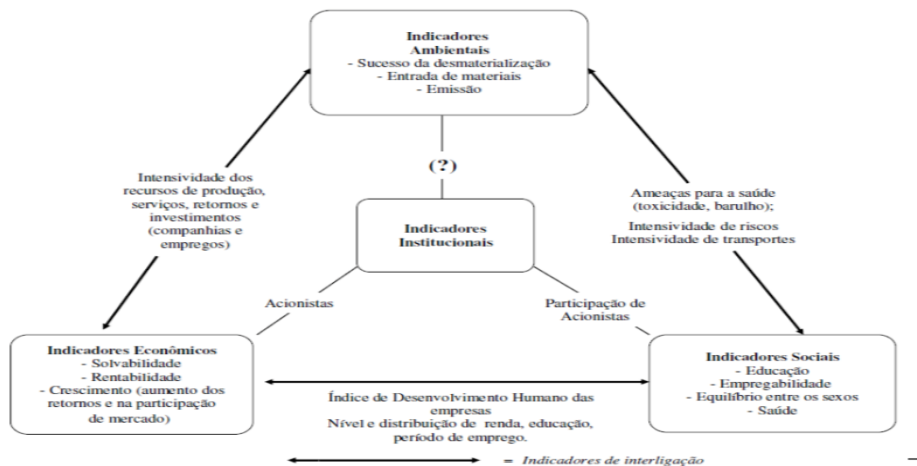 Indicadores
Ambientais
- Sucesso da desmaterialização
- Entrada de materiais
- Emissão
Intensividade dos
recursos de produção,
serviços, retornos e
investimentos
(companhias e
empregos)
(?)
Ameaças para a saúde
(toxicidade, barulho);
Intensividade de riscos
Intensividade de transportes
Indicadores
Institucionais
Acionistas
Participação de
Acionistas
Indicadores Econômicos
- Solvabilidade
- Rentabilidade
- Crescimento (aumento dos
retornos e na participação
de mercado)
Indicadores Sociais
- Educação
- Empregabilidade
- Equilíbrio entre os sexos
- Saúde
Índice de Desenvolvimento Humano das
empresas
Nível e distribuição de renda, educação,
período de emprego.
= Indicadores de interligação